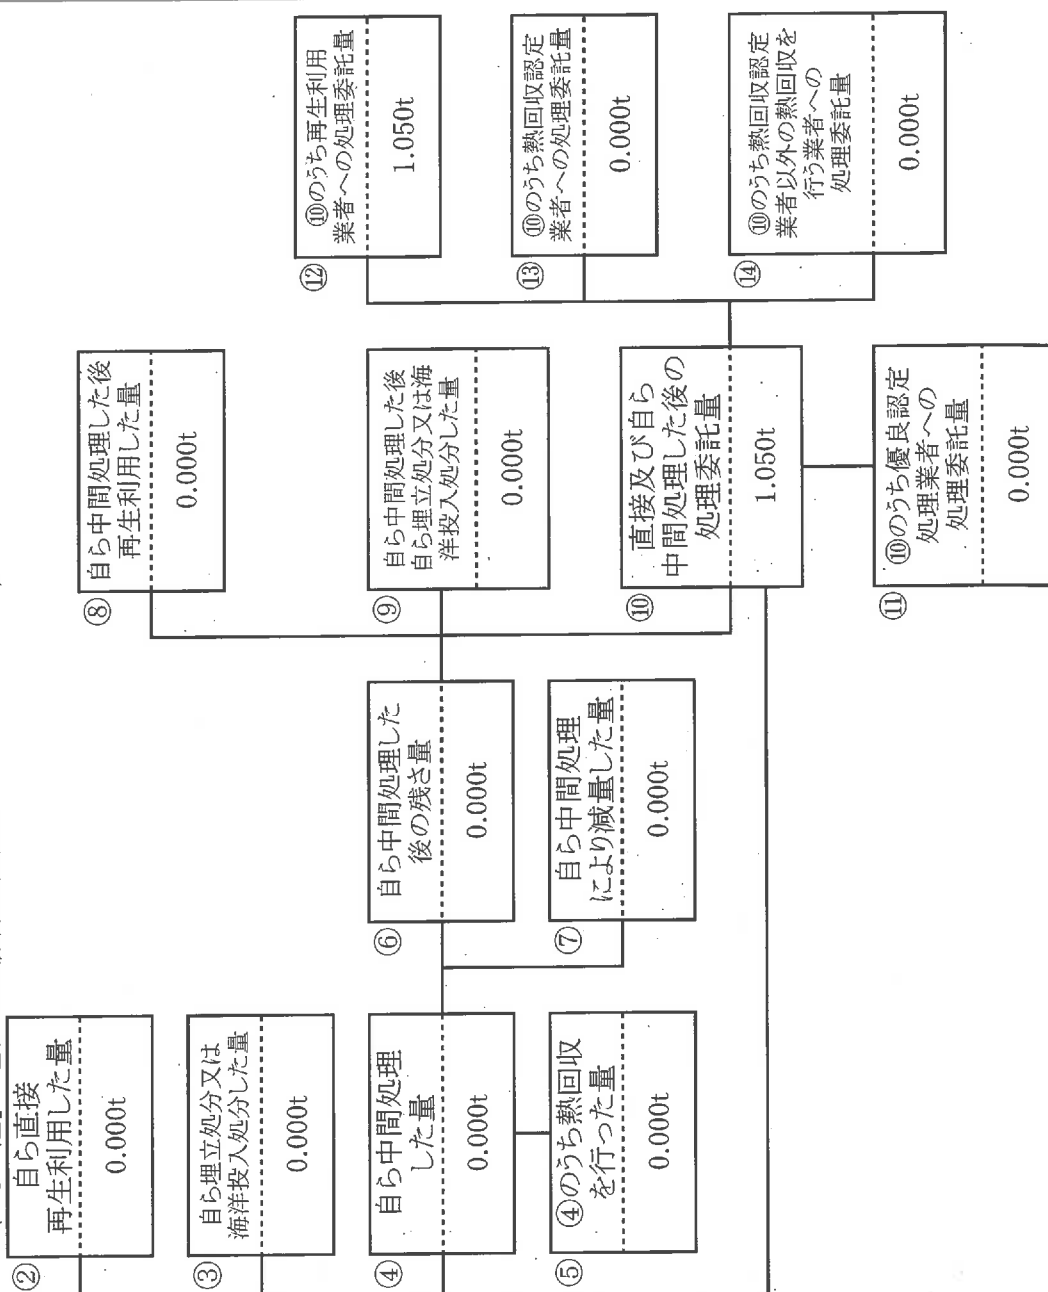 ②
自ら直接
再生利用した量
0.000t
③
自ら埋立処分又は
海洋投入処分した量
0.000t
④
自ら中間処理
した量
0.000t
⑤
④のうち熱回収
を行った量
0.000t
⑥
自ら中間処理した
後の残さ量
0.000t
⑦
自ら中間処理
により減量した量
0.000t
⑧
自ら中間処理した後
再生利用した量
0.000t
⑨
自ら中間処理した後
自ら埋立処分又は海
洋投入処分した量
0.000t
⑩
直接及び自ら
中間処理した後の
処理委託量
1.050t
⑪
⑩のうち優良認定
処理業者への
処理委託量
0.000t
⑫
⑩のうち再生利用
業者への処理委託量
1.050t
⑬
⑩のうち熱回収認定
業者への処理委託量
0.000t
⑭
⑩のうち熱回収認定
業者以外の熱回収を
行う業者への
処理委託量
0.000t